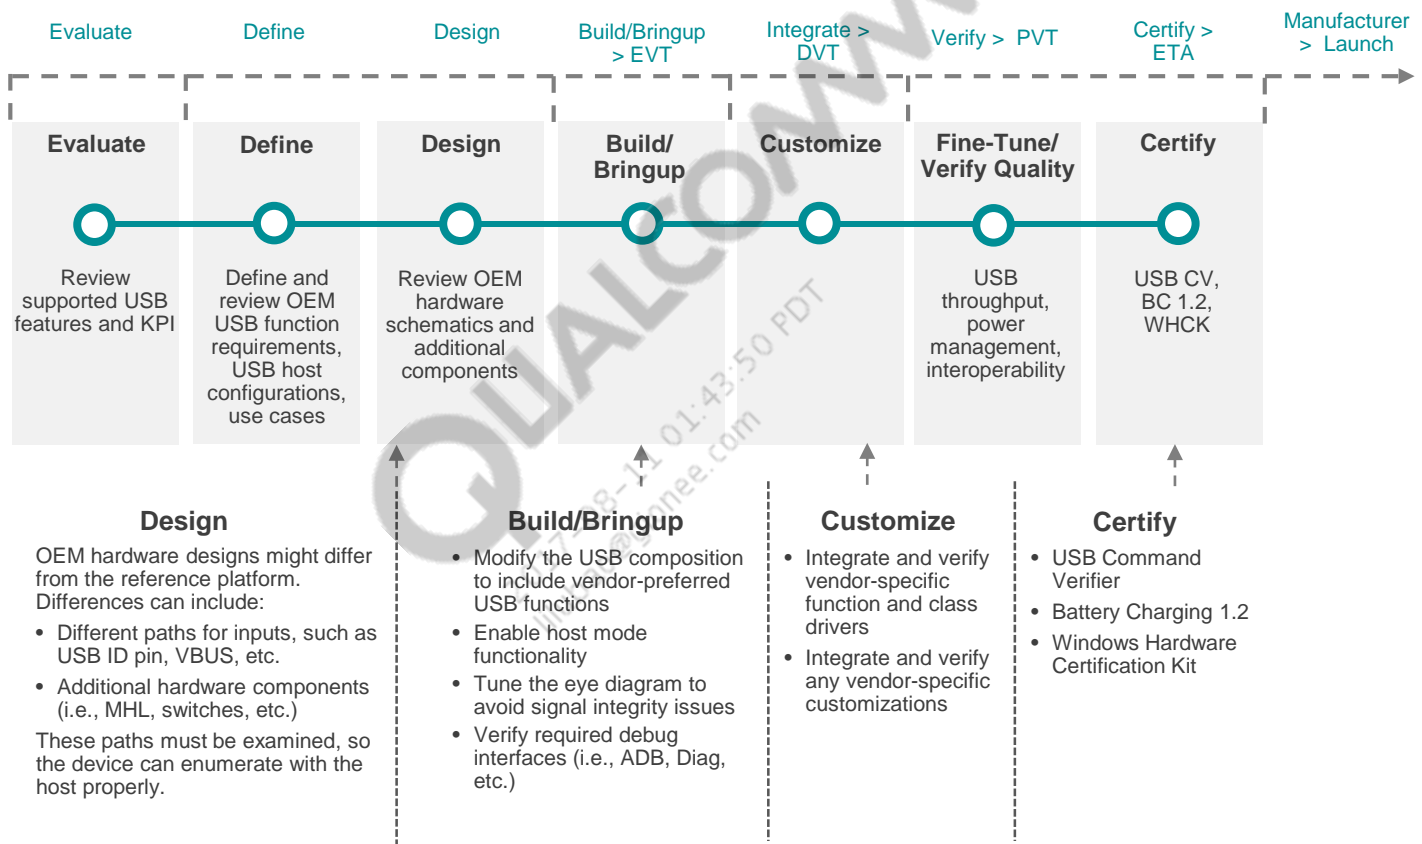 Evaluate
Define
Design
Build/Bringup
> EVT
Integrate >
DVT
Verify > PVT
Certify >
ETA
Manufacturer
> Launch
Evaluate
Define
Design
Build/
Bringup
Customize
Fine-Tune/
Verify Quality
Certify
Review
supported USB
features and KPI
Define and
review OEM
USB function
requirements,
USB host
configurations,
use cases
Review OEM
hardware
schematics and
additional
components
USB
throughput,
power
management,
interoperability
USB CV,
BC 1.2,
WHCK
Design
OEM hardware designs might differ
from the reference platform.
Differences can include:
• Different paths for inputs, such as
USB ID pin, VBUS, etc.
• Additional hardware components
(i.e., MHL, switches, etc.)
These paths must be examined, so
the device can enumerate with the
host properly.
Build/Bringup
• Modify the USB composition
to include vendor-preferred
USB functions
• Enable host mode
functionality
• Tune the eye diagram to
avoid signal integrity issues
• Verify required debug
interfaces (i.e., ADB, Diag,
etc.)
Customize
• Integrate and verify
vendor-specific
function and class
drivers
• Integrate and verify
any vendor-specific
customizations
Certify
• USB Command
Verifier
• Battery Charging 1.2
• Windows Hardware
Certification Kit
QUALCOMM
2017-08-11 01:43:50 PDT